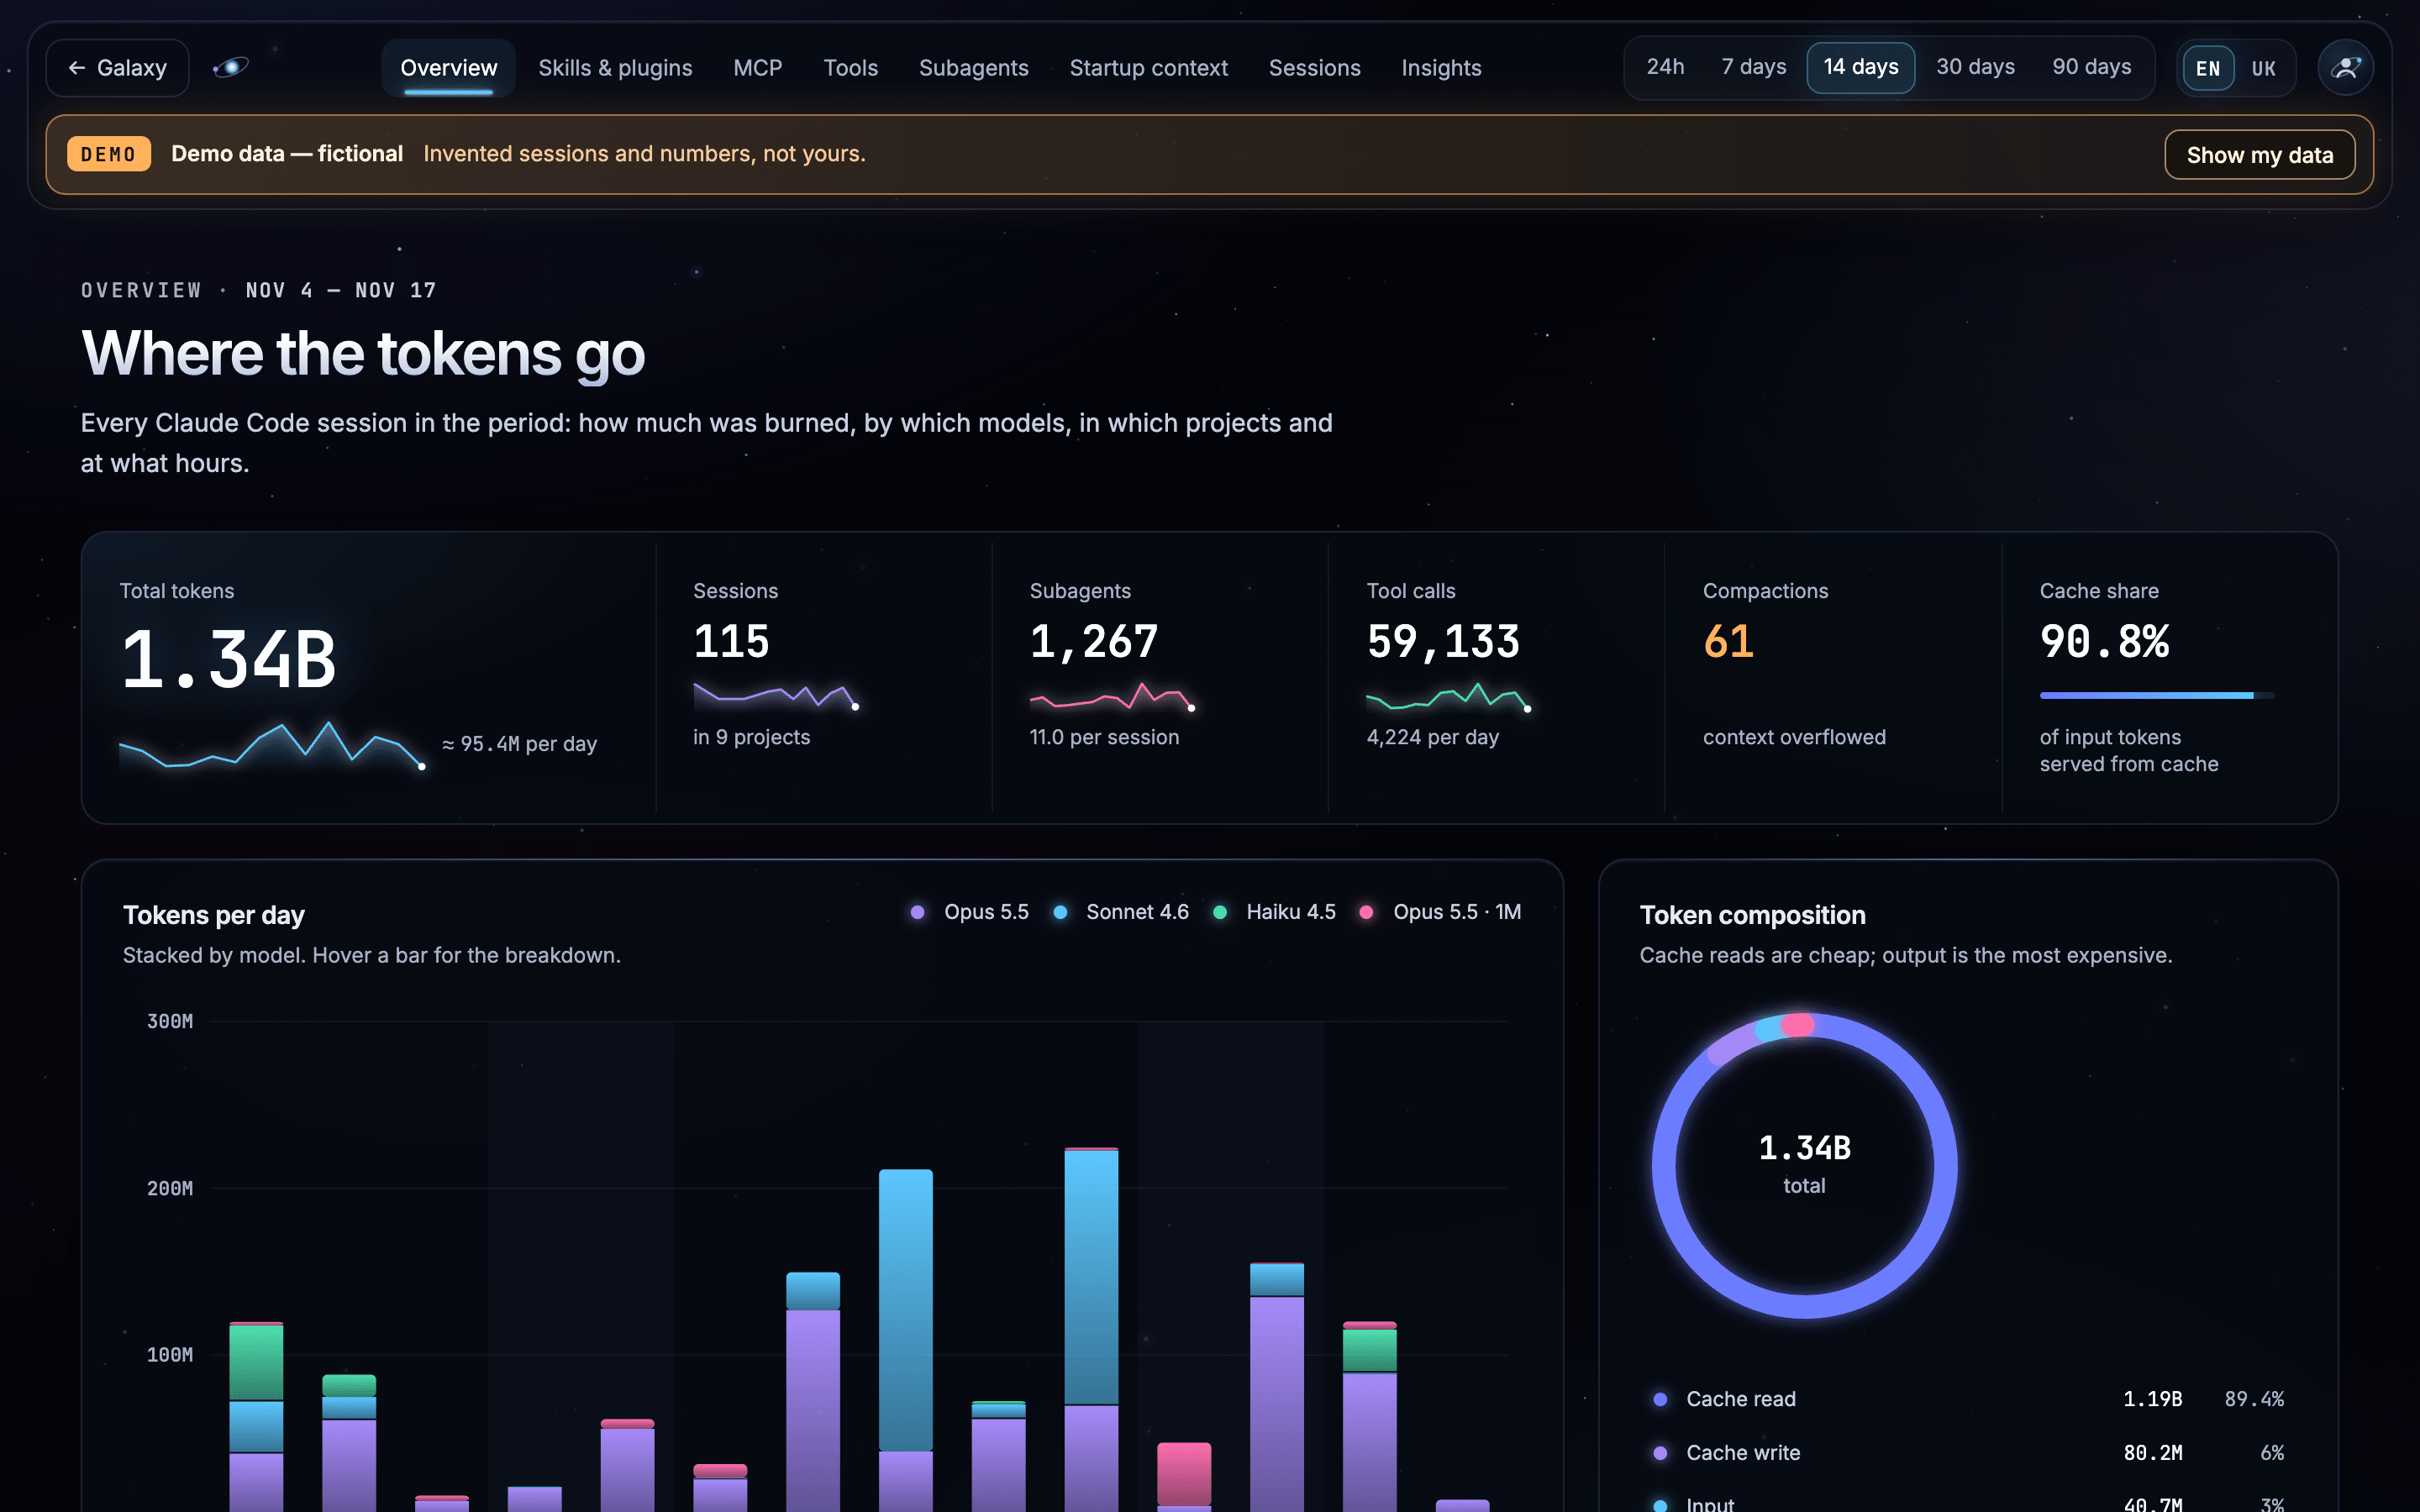 ← Galaxy
Overview
Skills & plugins
MCP
Tools
Subagents
Startup context
Sessions
Insights
24h
7 days
14 days
30 days
90 days
EN
UK
DEMO
Demo data — fictional
Invented sessions and numbers, not yours.
Show my data
OVERVIEW · NOV 4 — NOV 17
Where the tokens go
Every Claude Code session in the period: how much was burned, by which models, in which projects and
at what hours.
Total tokens
1.34B
≈ 95.4M per day
Sessions
115
in 9 projects
Subagents
1,267
11.0 per session
Tool calls
59,133
4,224 per day
Compactions
61
context overflowed
Cache share
90.8%
of input tokens
served from cache
Tokens per day
Stacked by model. Hover a bar for the breakdown.
Opus 5.5
Sonnet 4.6
Haiku 4.5
Opus 5.5 · 1M
300M
200M
100M
Token composition
Cache reads are cheap; output is the most expensive.
1.34B
total
Cache read 1.19B 89.4%
Cache write 80.2M 6%
Input 40.7M 3%